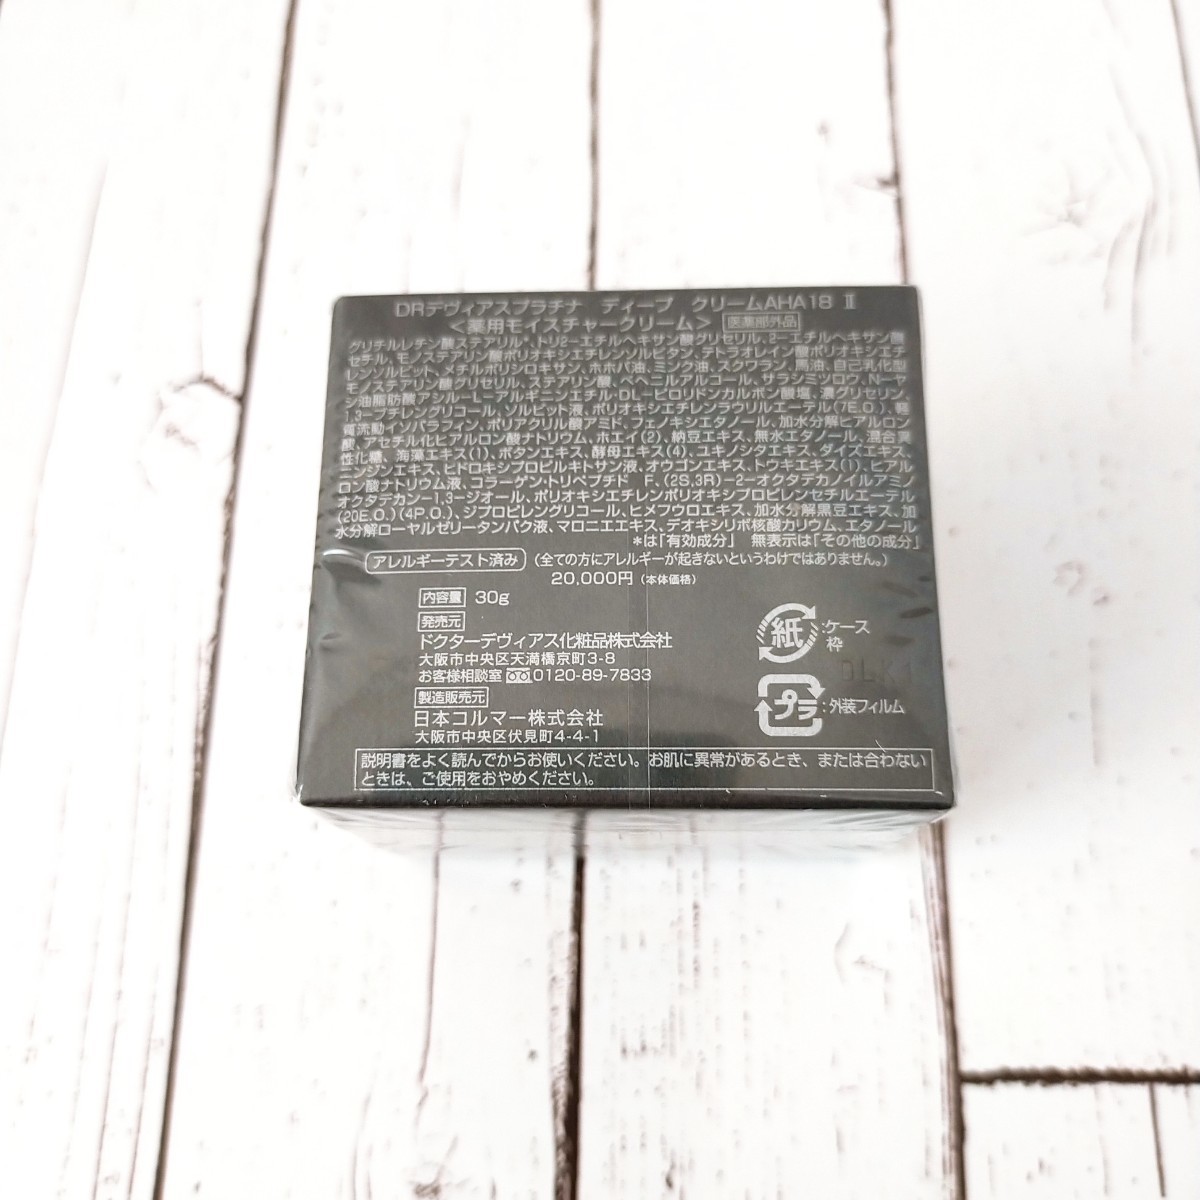 DRデヴィアスプラチナ ディープ クリームAHA18 Ⅱ
<薬用モイスチャークリーム> 医薬部外品
グリチルレチン酸ステアリル*、トリ2-エチルヘキサン酸グリセリル、2-エチルヘキサン酸
セチル、モノステアリン酸ポリオキシエチレンソルビタン、テトラオレイン酸ポリオキシエチ
レンソルビット、メチルポリシロキサン、ホホバ油、ミンク油、スクワラン、馬油、自己乳化型
モノステアリン酸グリセリル、ステアリン酸、ベヘニルアルコール、サラシミツロウ、N-ヤ
シ油脂肪酸アシル-L-アルギニンエチル・DL-ピロリドンカルボン酸塩、濃グリセリン、
1,3-ブチレングリコール、ソルビット液、ポリオキシエチレンラウリルエーテル(7E.O.)、軽
質流動イソパラフィン、ポリアクリル酸アミド、フェノキシエタノール、加水分解ヒアルロン
酸、アセチル化ヒアルロン酸ナトリウム、ホエイ(2)、納豆エキス、無水エタノール、混合異
性化糖、海藻エキス(1)、ボタンエキス、酵母エキス(4)、ユキノシタエキス、ダイズエキス、
ニンジンエキス、ヒドロキシプロピルキトサン液、オウゴンエキス、トウキエキス(1)、ヒアル
ロン酸ナトリウム液、コラーゲン・トリペプチド F、(2S,3R)-2-オクタデカノイルアミノ
オクタデカン-1,3-ジオール、ポリオキシエチレンポリオキシプロピレンセチルエーテル
(20E.O.)(4P.O.)、ジプロピレングリコール、ヒメフウロエキス、加水分解黒豆エキス、加
水分解ローヤルゼリータンパク液、マロニエエキス、デオキシリボ核酸カリウム、エタノール
*は「有効成分」 無表示は「その他の成分」
アレルギーテスト済み (全ての方にアレルギーが起きないというわけではありません。)
20,000円(本体価格)
内容量 30g
発売元
ドクターデヴィアス化粧品株式会社
大阪市中央区天満橋京町3-8
お客様相談室 0120-89-7833
製造販売元
日本コルマー株式会社
大阪市中央区伏見町4-4-1
紙 :ケース
枠
プラ :外装フィルム
説明書をよく読んでからお使いください。お肌に異常があるとき、または合わない
ときは、ご使用をおやめください。